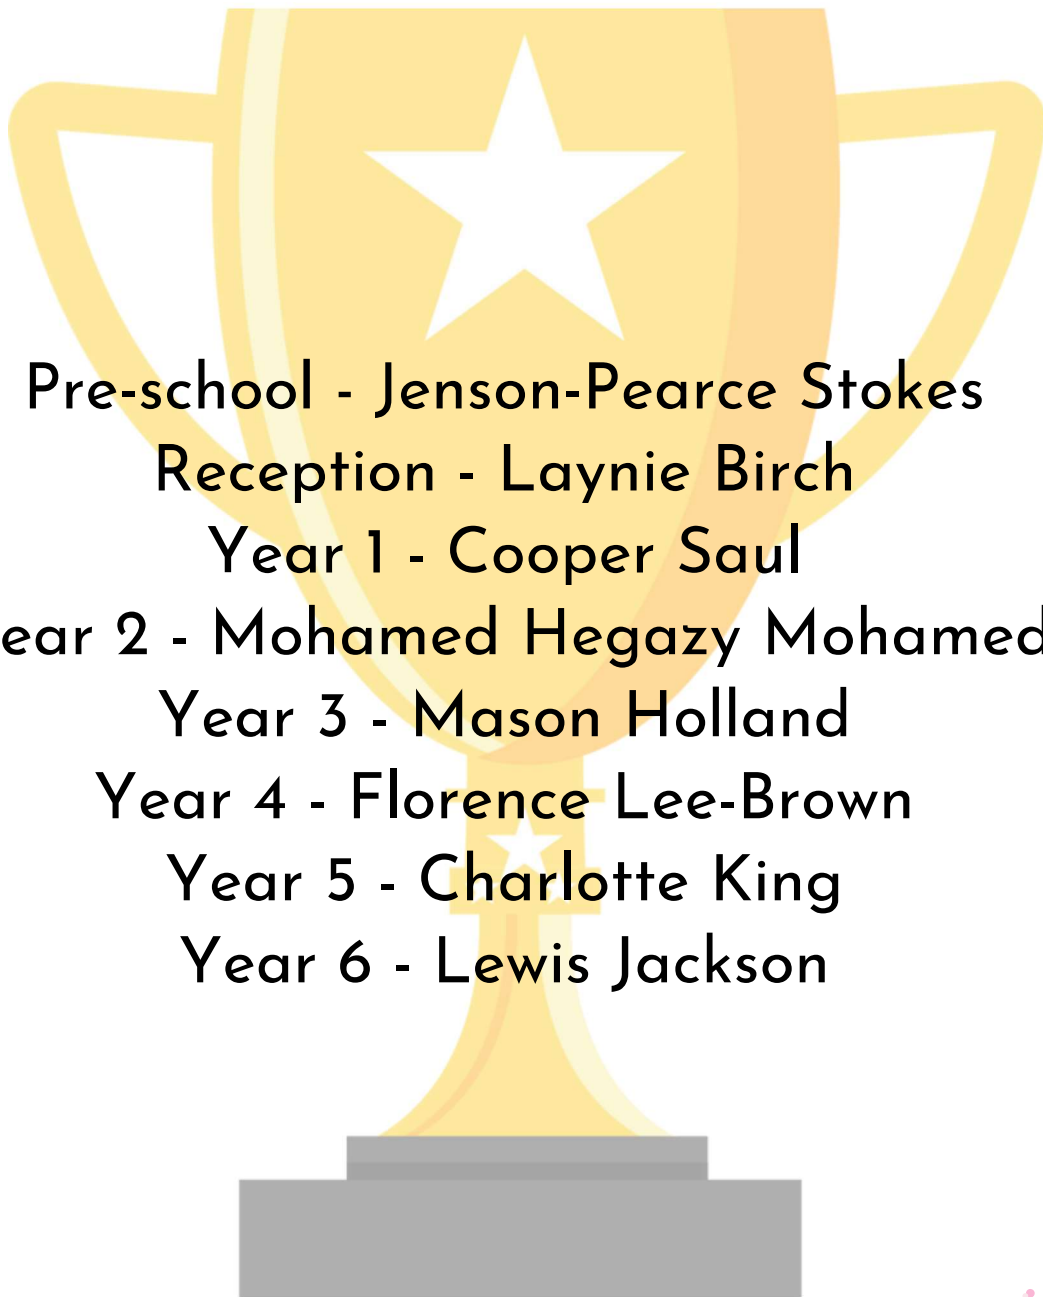 Pre-school - Jenson-Pearce Stokes
Reception - Laynie Birch
Year 1 - Cooper Saul
ear 2 - Mohamed Hegazy Mohamed
Year 3 - Mason Holland
Year 4 - Florence Lee-Brown
Year 5 - Charlotte King
Year 6 - Lewis Jackson